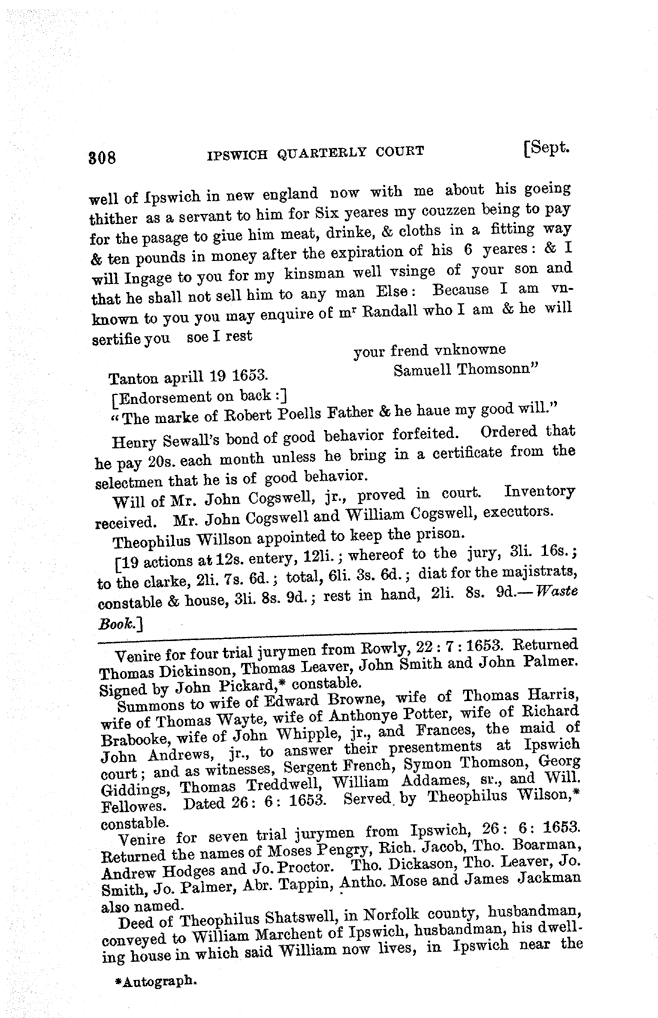 308 IPSWICH QUARTERLY COURT [Sept.
well of Ipswich in new england now with me about his goeing
thither as a servant to him for Six yeares my couzzen being to pay
for the pasage to giue him meat, drinke, & cloths in a fitting way
& ten pounds in money after the expiration of his 6 yeares: & I
will Ingage to you for my kinsman well vsinge of your son and
that he shall not sell him to any man Else: Because I am vn-
known to you you may enquire of mr Randall who I am & he will
sertifie you soe I rest
your frend vnknowne
Tanton aprill 19 1653. Samuell Thomsonn”
[Endorsement on back:]
“The marke of Robert Poells Father & he haue my good will.”
Henry Sewall's bond of good behavior forfeited. Ordered that
he pay 20s. each month unless he bring in a certificate from the
selectmen that he is of good behavior.
Will of Mr. John Cogswell, jr., proved in court. Inventory
received. Mr. John Cogswell and William Cogswell, executors.
Theophilus Willson appointed to keep the prison.
[19 actions at 12s. entery, 12li.; whereof to the jury, 3li. 16s.;
to the clarke, 2li. 7s. 6d.; total, 6li. 3s. 6d.; diat for the majistrats,
constable & house, 3li. 8s. 9d.; rest in hand, 2li. 8s. 9d.—Waste
Book.]
Venire for four trial jurymen from Rowly, 22: 7: 1653. Returned
Thomas Dickinson, Thomas Leaver, John Smith and John Palmer.
Signed by John Pickard,* constable.
Summons to wife of Edward Browne, wife of Thomas Harris,
wife of Thomas Wayte, wife of Anthonye Potter, wife of Richard
Brabooke, wife of John Whipple, jr., and Frances, the maid of
John Andrews, jr., to answer their presentments at Ipswich
court; and as witnesses, Sergent French, Symon Thomson, Georg
Giddings, Thomas Treddwell, William Addames, sr., and Will.
Fellowes. Dated 26: 6: 1653. Served by Theophilus Wilson,*
constable.
Venire for seven trial jurymen from Ipswich, 26: 6: 1653.
Returned the names of Moses Pengry, Rich. Jacob, Tho. Boarman,
Andrew Hodges and Jo. Proctor. Tho. Dickason, Tho. Leaver, Jo.
Smith, Jo. Palmer, Abr. Tappin, Antho. Mose and James Jackman
also named.
Deed of Theophilus Shatswell, in Norfolk county, husbandman,
conveyed to William Marchent of Ipswich, husbandman, his dwell-
ing house in which said William now lives, in Ipswich near the
*Autograph.